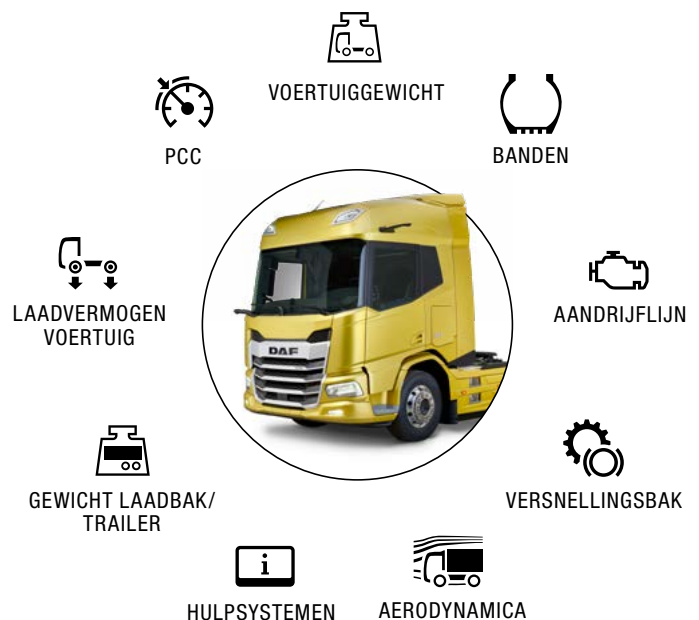 VOERTUIGGEWICHT
PCC
BANDEN
LAADVERMOGEN
VOERTUIG
AANDRIJFLIJN
DAF
GEWICHT LAADBAK/
TRAILER
VERSNELLINGSBAK
i
HULPSYSTEMEN
AERODYNAMICA